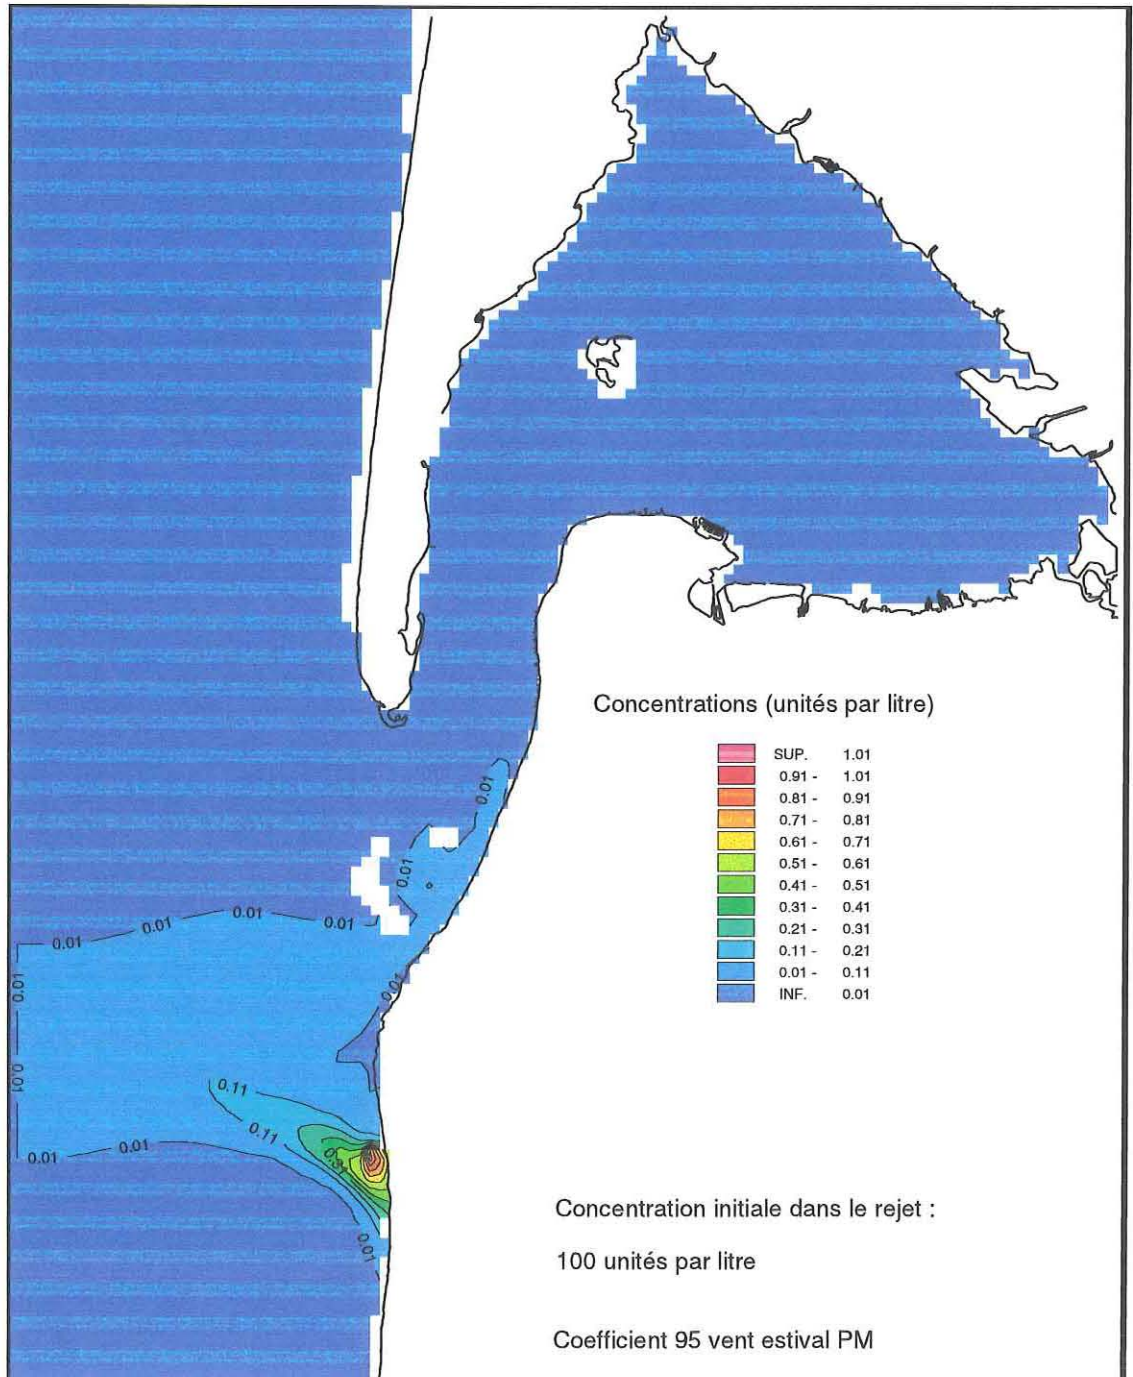 Concentrations (unités par litre)
SUP. 1.01
0.91 - 1.01
0.81 - 0.91
0.71 - 0.81
0.61 - 0.71
0.51 - 0.61
0.41 - 0.51
0.31 - 0.41
0.21 - 0.31
0.11 - 0.21
0.01 - 0.11
INF. 0.01
0.01
0.01
0.01
0.01
0.01
0.01
0.01
0.01
0.01
0.11
0.11
0.31
0.01
0.01
0.01
Concentration initiale dans le rejet :
100 unités par litre
Coefficient 95 vent estival PM